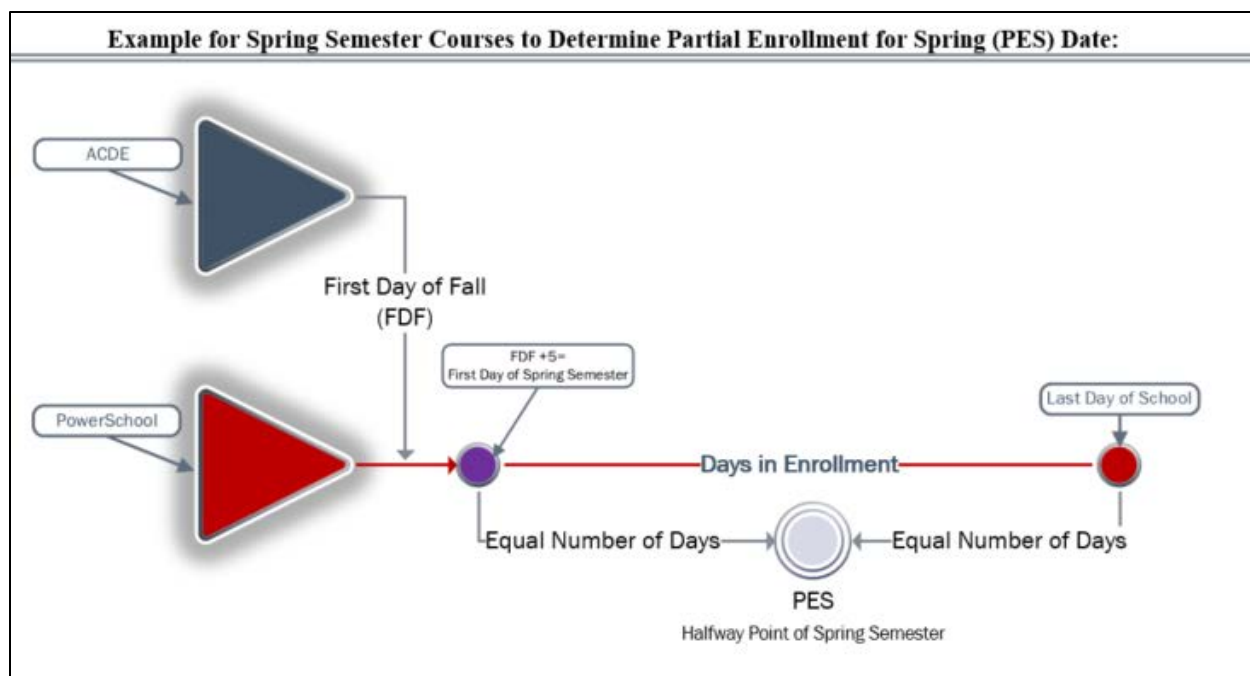 Example for Spring Semester Courses to Determine Partial Enrollment for Spring (PES) Date:
ACDE
First Day of Fall
(FDF)
FDF +5=
First Day of Spring Semester
PowerSchool
Last Day of School
Days in Enrollment
Equal Number of Days
Equal Number of Days
PES
Halfway Point of Spring Semester